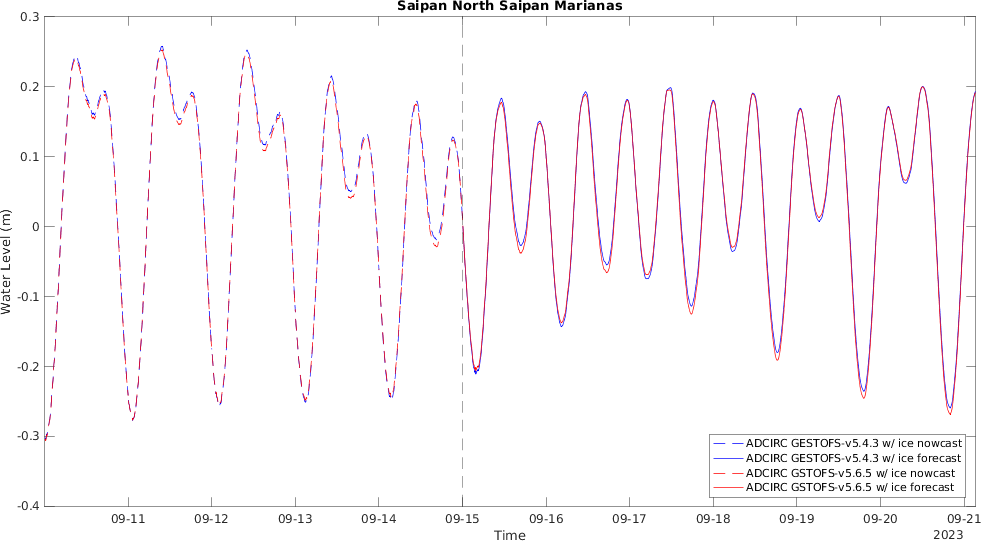 Saipan North Saipan Marianas
0.3
0.2
0.1
0
-0.1
-0.2
-0.3
-0.4
Water Level (m)
ADCIRC GESTOFS-v5.4.3 w/ ice nowcast
ADCIRC GESTOFS-v5.4.3 w/ ice forecast
ADCIRC GSTOFS-v5.6.5 w/ ice nowcast
ADCIRC GSTOFS-v5.6.5 w/ ice forecast
09-11 09-12 09-13 09-14 09-15 09-16 09-17 09-18 09-19 09-20 09-21
2023
Time